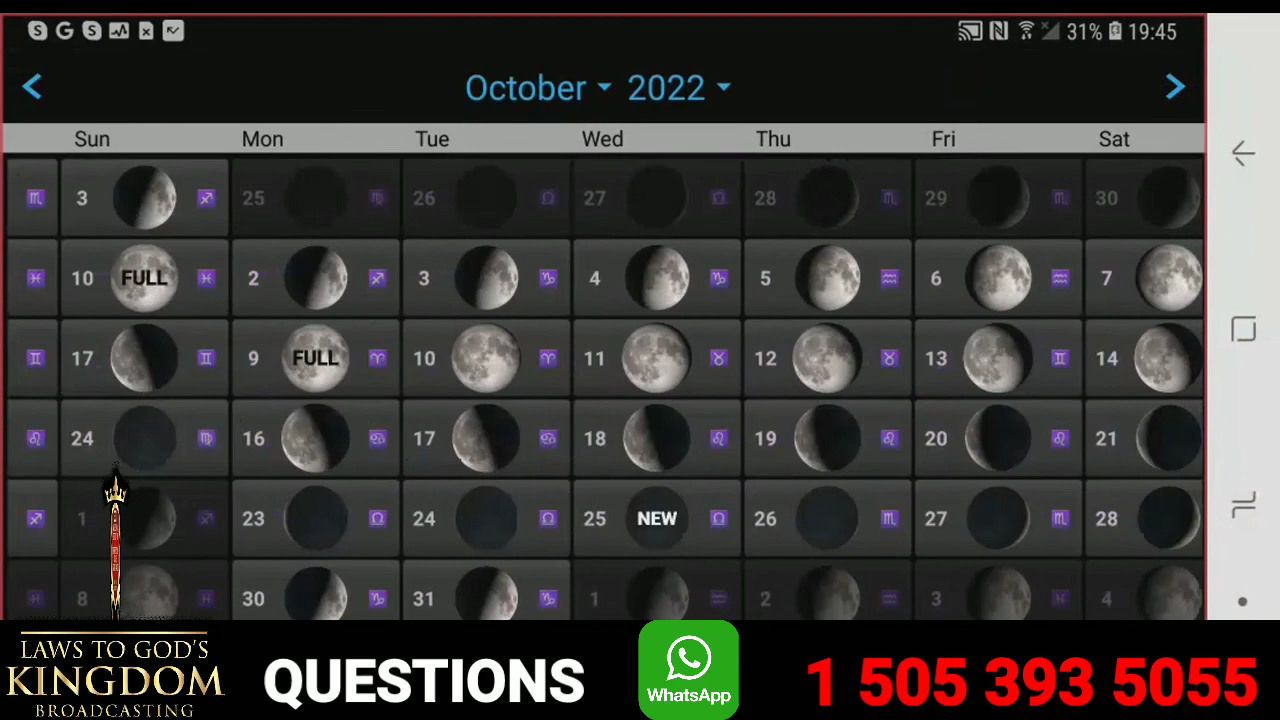 31% 19:45
October 2022
Sun Mon Tue Wed Thu Fri Sat
3 25 26 27 28 29 30
10 FULL 2 3 4 5 6 7
17 9 FULL 10 11 12 13 14
24 16 17 18 19 20 21
1 23 24 25 NEW 26 27 28
8 30 31 1 2 3 4
LAWS TO GOD'S
KINGDOM
BROADCASTING
QUESTIONS
WhatsApp
1 505 393 5055